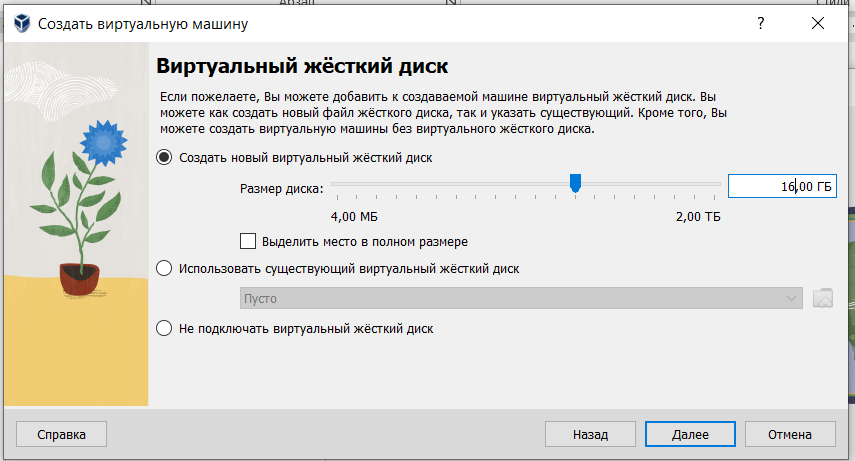 Абзац
Стили
Создать виртуальную машину
?
Виртуальный жёсткий диск
Если пожелаете, Вы можете добавить к создаваемой машине виртуальный жёсткий диск. Вы
можете как создать новый файл жёсткого диска, так и указать существующий. Кроме того, Вы
можете создать виртуальную машины без виртуального жёсткого диска.
Создать новый виртуальный жёсткий диск
Размер диска:
16,00 ГБ
4,00 МБ
2,00 ТБ
Выделить место в полном размере
Использовать существующий виртуальный жёсткий диск
Пусто
Не подключать виртуальный жёсткий диск
Справка
Назад
Далее
Отмена